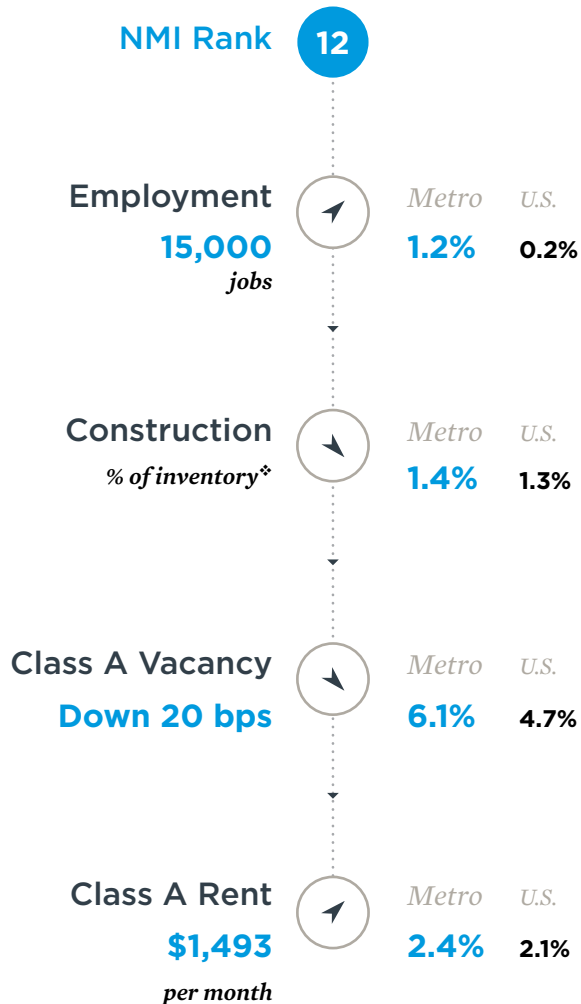 NMI Rank 12
Employment Metro U.S.
15,000 1.2% 0.2%
jobs
Construction Metro U.S.
% of inventory❖ 1.4% 1.3%
Class A Vacancy Metro U.S.
Down 20 bps 6.1% 4.7%
Class A Rent Metro U.S.
$1,493 2.4% 2.1%
per month